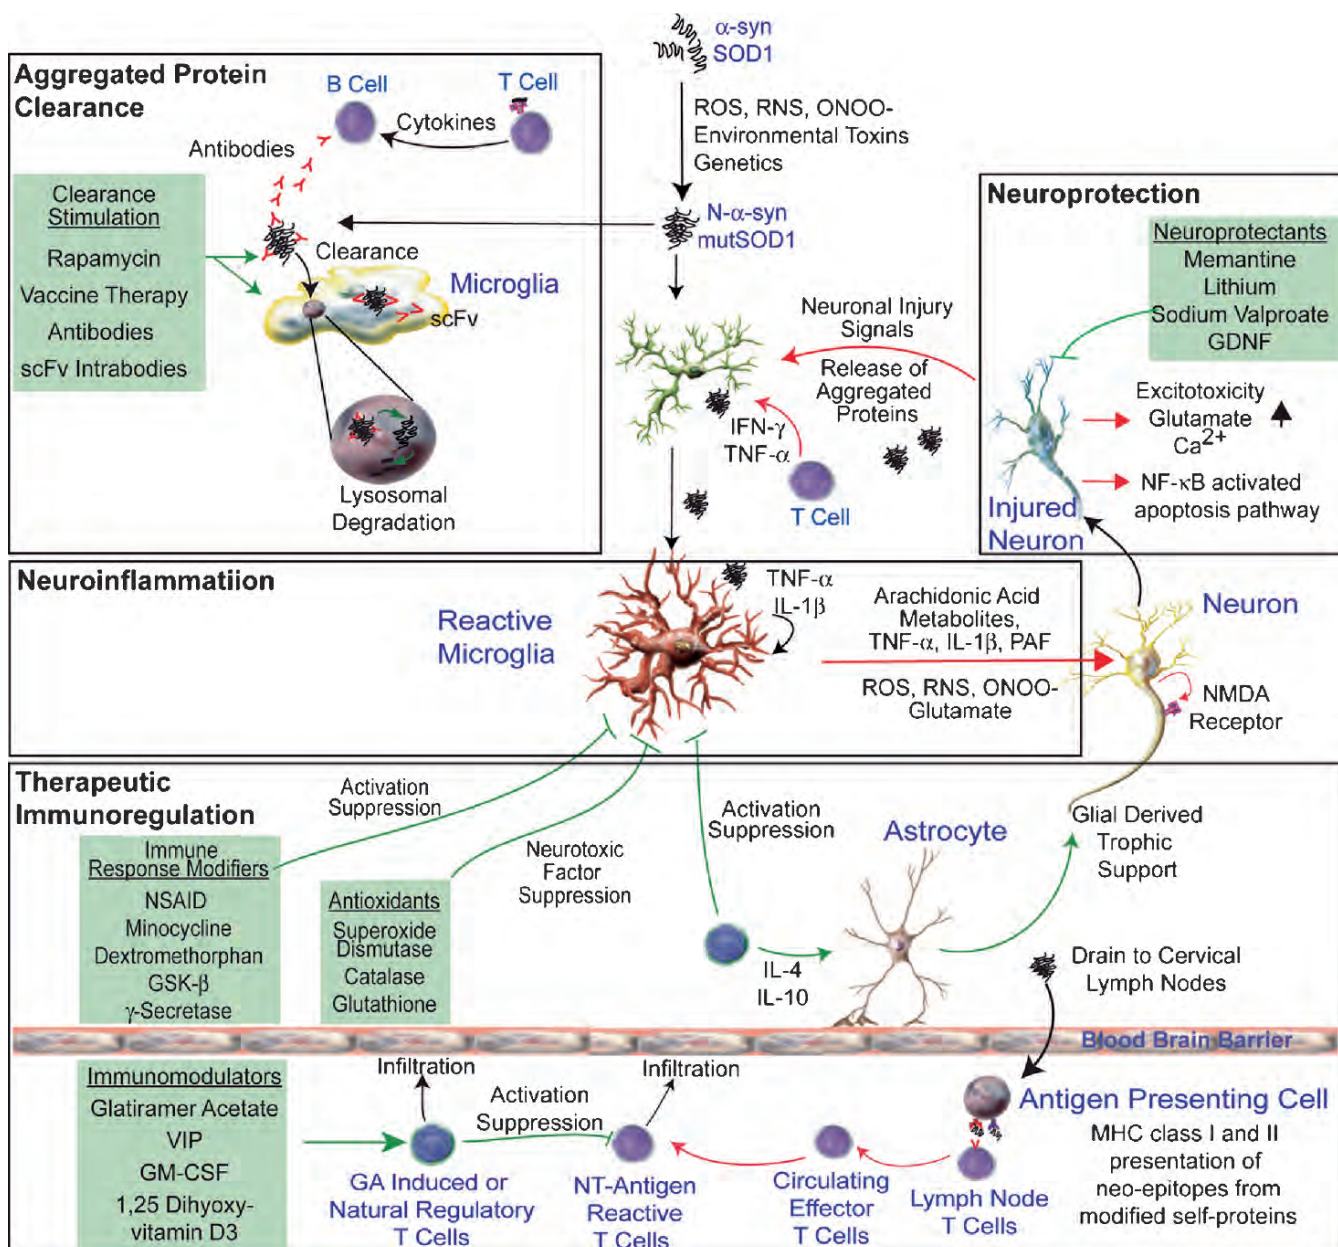 α-syn
SOD1
ROS, RNS, ONOO-
Environmental Toxins
Genetics
N-α-syn
mutSOD1
Aggregated Protein
Clearance
B Cell
T Cell
Cytokines
Antibodies
Clearance
Stimulation
Rapamycin
Vaccine Therapy
Antibodies
scFv Intrabodies
Clearance
Microglia
scFv
Lysosomal
Degradation
Neuronal Injury
Signals
Release of
Aggregated
Proteins
IFN-γ
TNF-α
T Cell
Neuroprotection
Neuroprotectants
Memantine
Lithium
Sodium Valproate
GDNF
Excitotoxicity
Glutamate
Ca2+
NF-κB activated
apoptosis pathway
Injured
Neuron
Neuroinflammatiion
Reactive
Microglia
TNF-α
IL-1β
Arachidonic Acid
Metabolites,
TNF-α, IL-1β, PAF
ROS, RNS, ONOO-
Glutamate
Neuron
NMDA
Receptor
Therapeutic
Immunoregulation
Activation
Suppression
Immune
Response Modifiers
NSAID
Minocycline
Dextromethorphan
GSK-β
γ-Secretase
Antioxidants
Superoxide
Dismutase
Catalase
Glutathione
Neurotoxic
Factor
Suppression
Activation
Suppression
Astrocyte
IL-4
IL-10
Glial Derived
Trophic
Support
Drain to Cervical
Lymph Nodes
Blood Brain Barrier
Immunomodulators
Glatiramer Acetate
VIP
GM-CSF
1,25 Dihyoxy-
vitamin D3
Infiltration
Activation
Suppression
Infiltration
GA Induced or
Natural Regulatory
T Cells
NT-Antigen
Reactive
T Cells
Circulating
Effector
T Cells
Lymph Node
T Cells
Antigen Presenting Cell
MHC class I and II
presentation of
neo-epitopes from
modified self-proteins